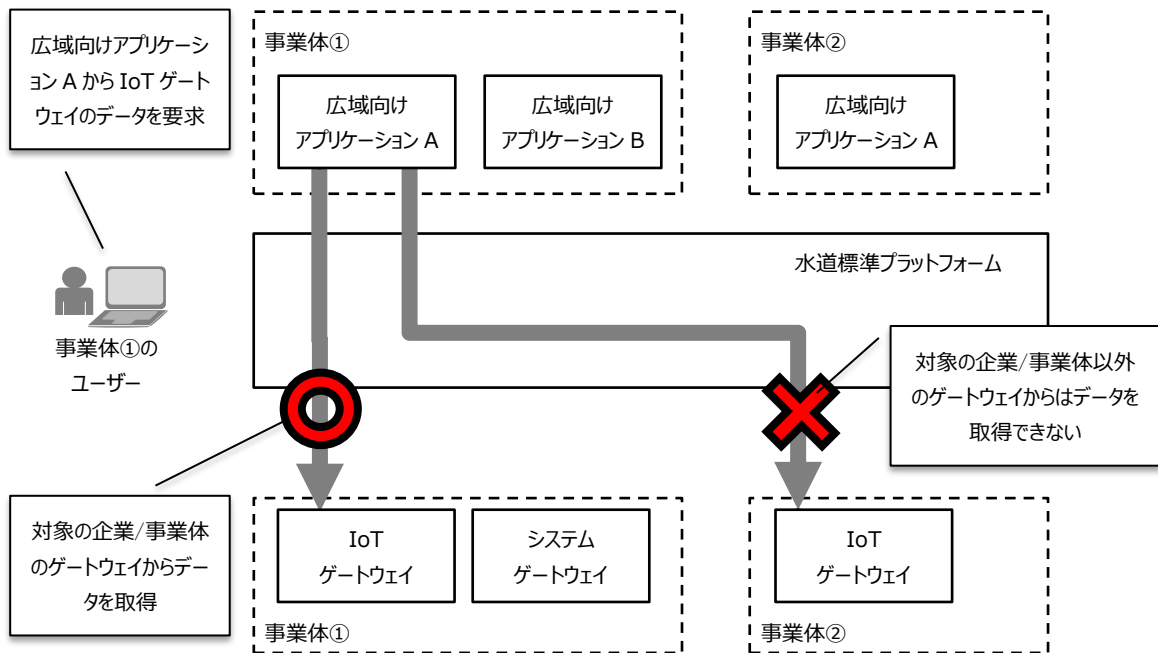 広域向けアプリケーシ
ョン A から IoT ゲート
ウェイのデータを要求
事業体①
広域向け
アプリケーション A
広域向け
アプリケーション B
事業体②
広域向け
アプリケーション A
水道標準プラットフォーム
事業体①の
ユーザー
対象の企業/事業体以外
のゲートウェイからはデータを
取得できない
対象の企業/事業体
のゲートウェイからデー
タを取得
IoT
ゲートウェイ
システム
ゲートウェイ
事業体①
IoT
ゲートウェイ
事業体②